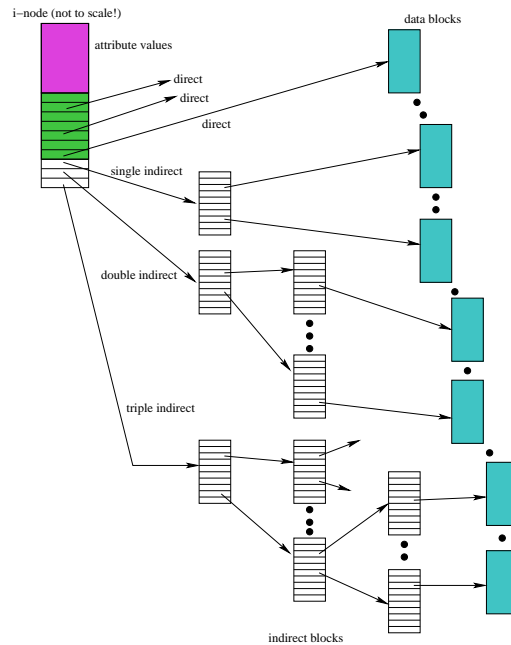 i-node (not to scale!)
data blocks
attribute values
direct
direct
direct
single indirect
double indirect
triple indirect
indirect blocks